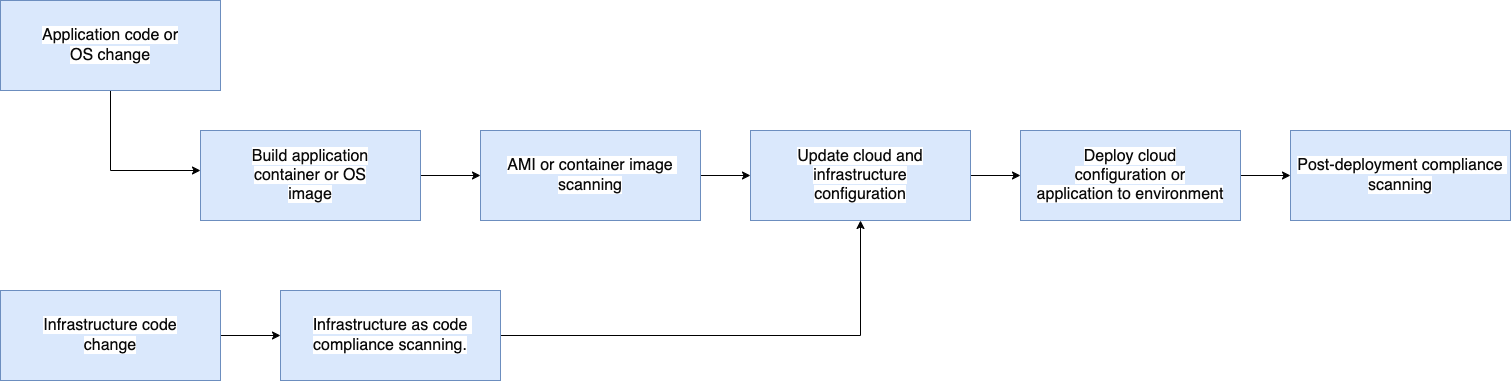 Application code or
OS change
Build application
container or OS
image
AMI or container image
scanning
Update cloud and
infrastructure
configuration
Deploy cloud
configuration or
application to environment
Post-deployment compliance
scanning
Infrastructure code
change
Infrastructure as code
compliance scanning.